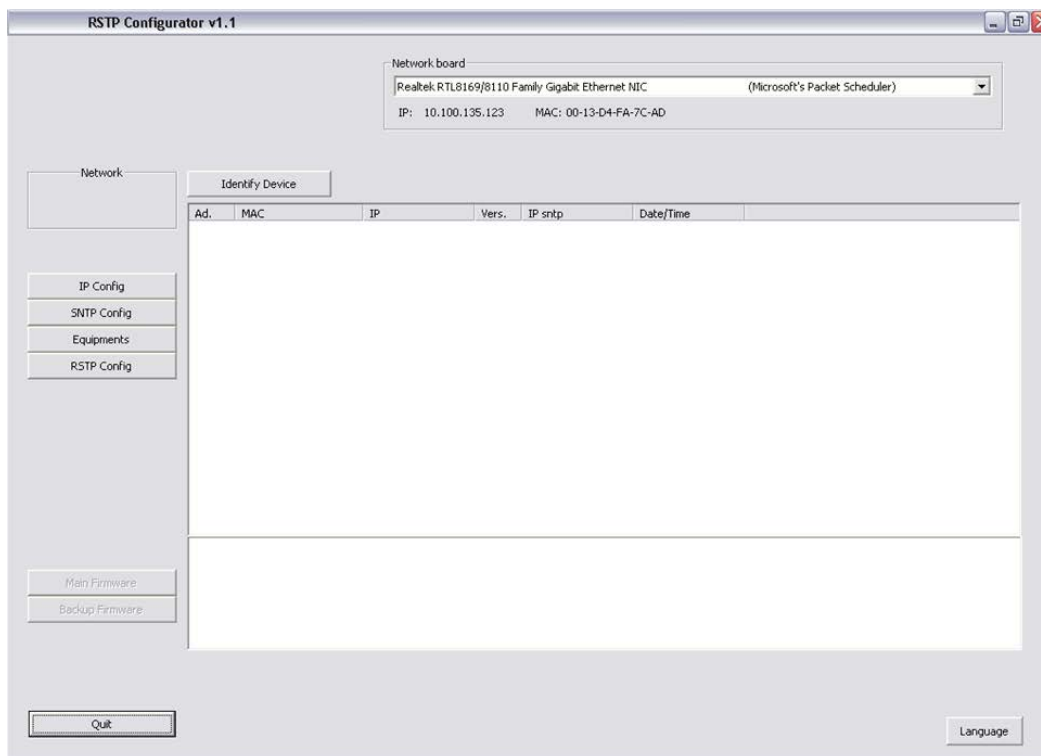 RSTP Configurator v1.1
Network board
Realtek RTL8169/8110 Family Gigabit Ethernet NIC (Microsoft's Packet Scheduler)
IP: 10.100.135.123 MAC: 00-13-D4-FA-7C-AD
Network
Identify Device
Ad. MAC IP Vers. IP sntp Date/Time
IP Config
SNTP Config
Equipments
RSTP Config
Main Firmware
Backup Firmware
Quit
Language